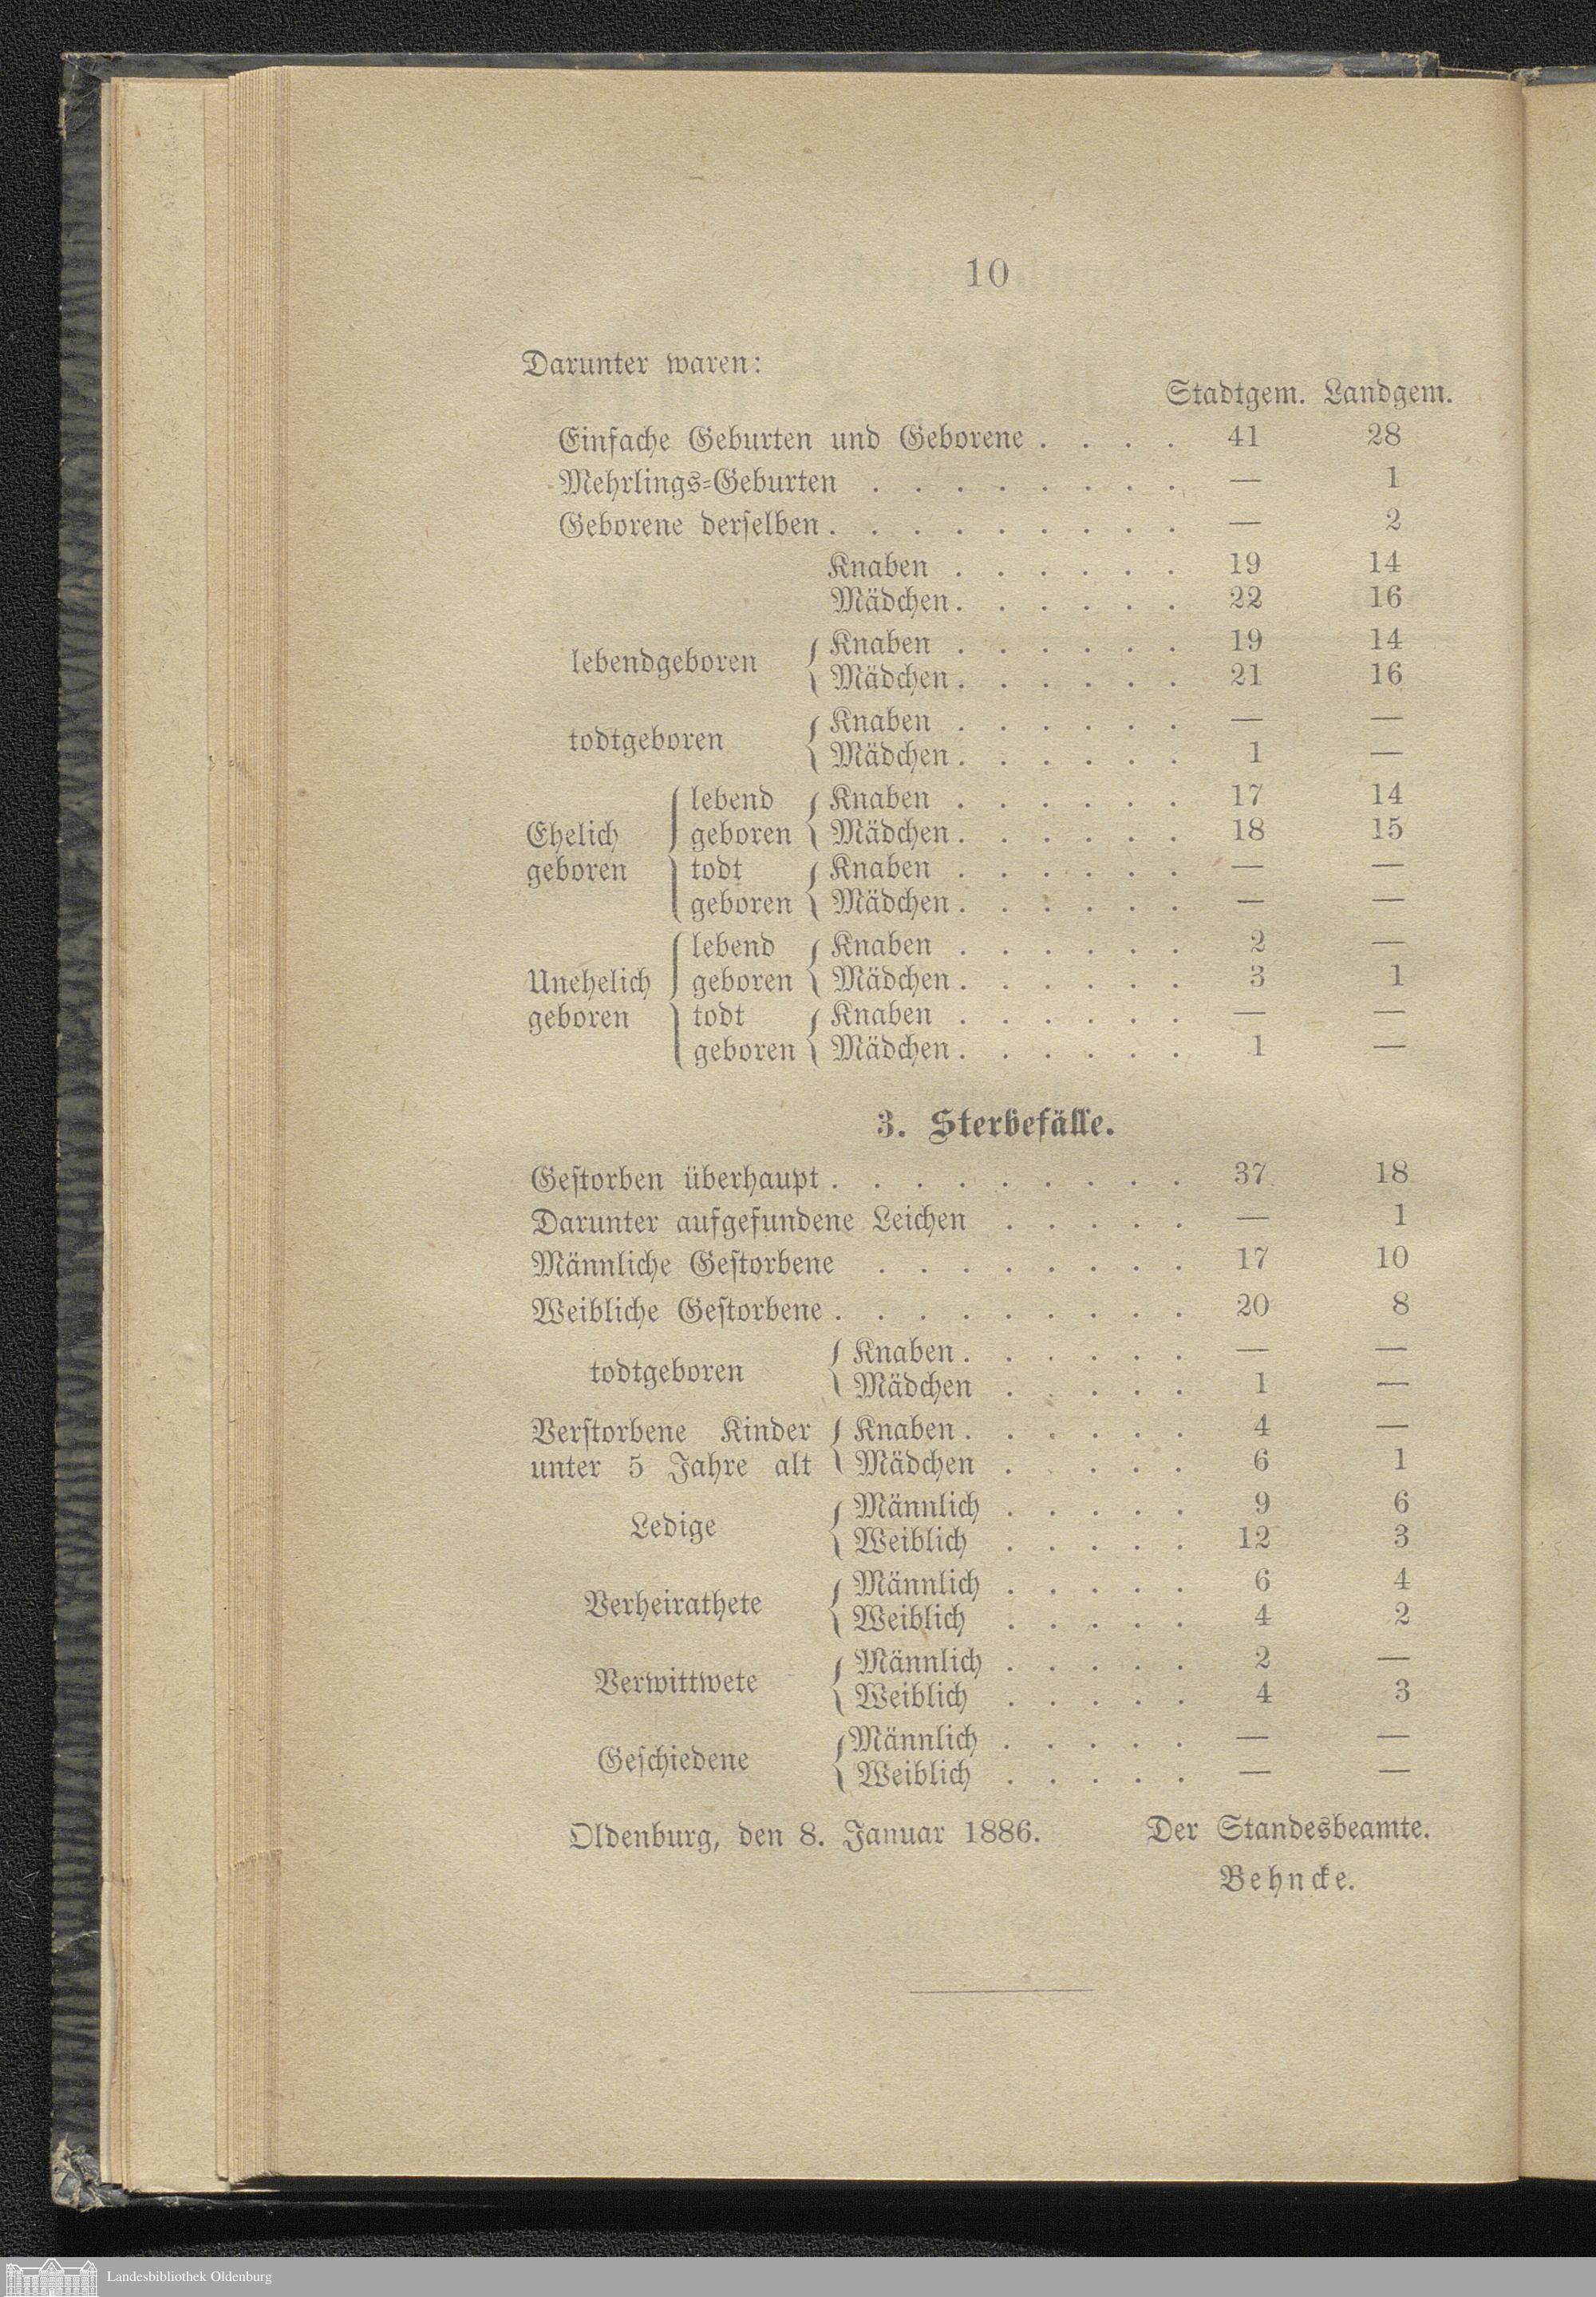 10
Darunter waren:
Stadtgem. Landgem.
Einfache Geburten und Geborene . . . . 41 28
Mehrlings-Geburten . . . . . . . . — 1
Geborene derselben . . . . . . . . . — 2
Knaben . . . . . . 19 14
Mädchen . . . . . . 22 16
lebendgeboren { Knaben . . . . . . 19 14
Mädchen . . . . . . 21 16
todtgeboren { Knaben . . . . . . — —
Mädchen . . . . . . 1 —
Ehelich geboren { lebend geboren { Knaben . . . . . . 17 14
Mädchen . . . . . . 18 15
todt geboren { Knaben . . . . . . — —
Mädchen . . . . . . — —
Unehelich geboren { lebend geboren { Knaben . . . . . . 2 —
Mädchen . . . . . . 3 1
todt geboren { Knaben . . . . . . — —
Mädchen . . . . . . 1 —
3. Sterbefälle.
Gestorben überhaupt . . . . . . . . . 37 18
Darunter aufgefundene Leichen . . . . . — 1
Männliche Gestorbene . . . . . . . . 17 10
Weibliche Gestorbene . . . . . . . . . 20 8
todtgeboren { Knaben . . . . . . — —
Mädchen . . . . . 1 —
Verstorbene Kinder unter 5 Jahre alt { Knaben . . . . . . 4 —
Mädchen . . . . . 6 1
Ledige { Männlich . . . . . 9 6
Weiblich . . . . . 12 3
Verheirathete { Männlich . . . . . 6 4
Weiblich . . . . . 4 2
Verwittwete { Männlich . . . . . 2 —
Weiblich . . . . . 4 3
Geschiedene { Männlich . . . . . — —
Weiblich . . . . . — —
Oldenburg, den 8. Januar 1886. Der Standesbeamte.
Behncke.
Landesbibliothek Oldenburg